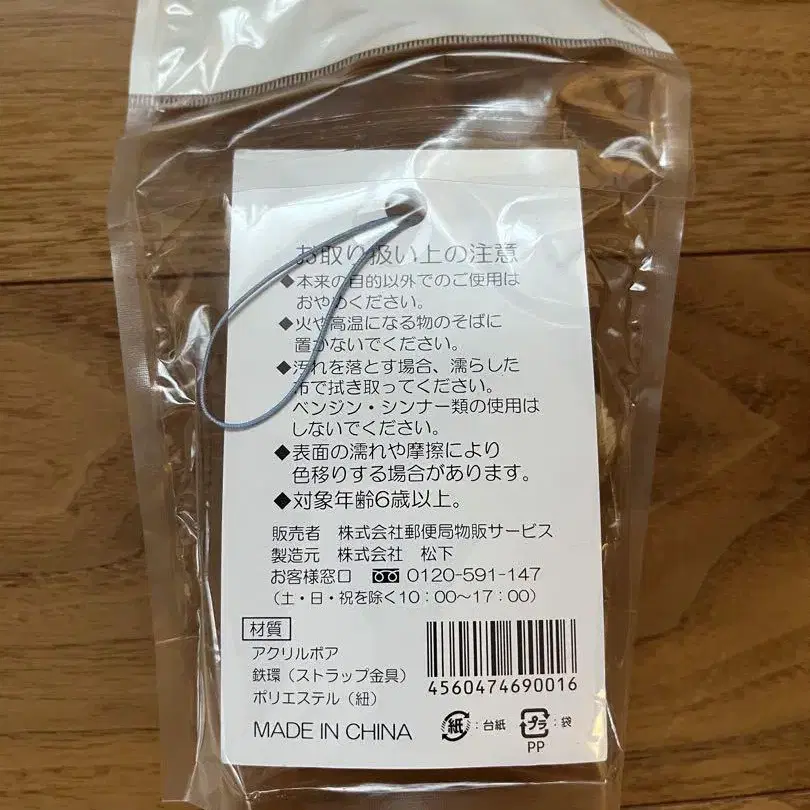 お取り扱い上の注意
◆本来の目的以外でのご使用は
おやめください。
◆火や高温になる物のそばに
置かないでください。
◆汚れを落とす場合、濡らした
布で拭き取ってください。
ベンジン・シンナー類の使用は
しないでください。
◆表面の濡れや摩擦により
色移りする場合があります。
◆対象年齢6歳以上。
販売者 株式会社郵便局物販サービス
製造元 株式会社 松下
お客様窓口 0120-591-147
（土・日・祝を除く10：00〜17：00）
材質
アクリルボア
鉄環（ストラップ金具）
ポリエステル（紐）
4560474690016
MADE IN CHINA
紙：台紙 プラ：袋
PP